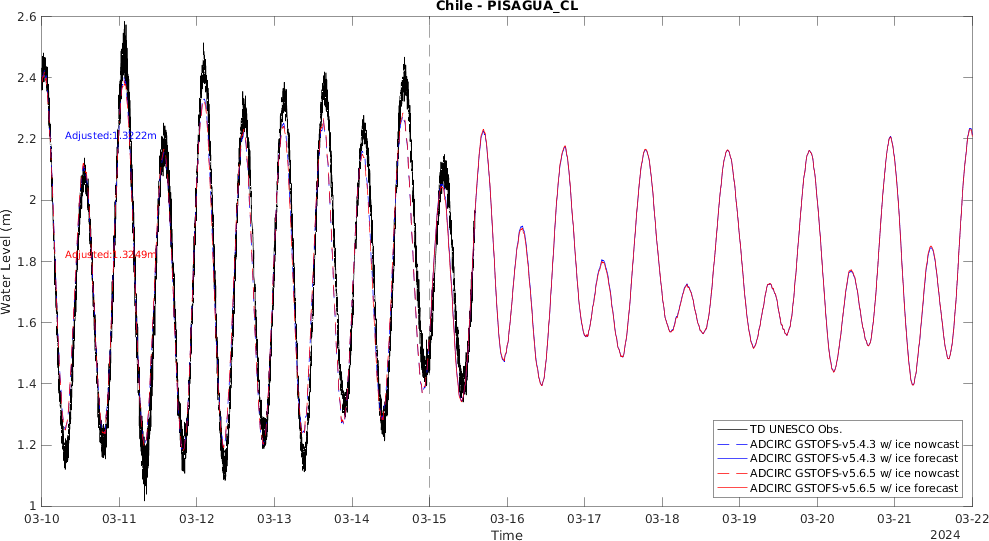 Chile - PISAGUA_CL
2.6
2.4
2.2
2
1.8
1.6
1.4
1.2
1
Water Level (m)
Adjusted:1.3222m
Adjusted:1.3249m
TD UNESCO Obs.
ADCIRC GSTOFS-v5.4.3 w/ ice nowcast
ADCIRC GSTOFS-v5.4.3 w/ ice forecast
ADCIRC GSTOFS-v5.6.5 w/ ice nowcast
ADCIRC GSTOFS-v5.6.5 w/ ice forecast
03-10 03-11 03-12 03-13 03-14 03-15 03-16 03-17 03-18 03-19 03-20 03-21 03-22
Time
2024